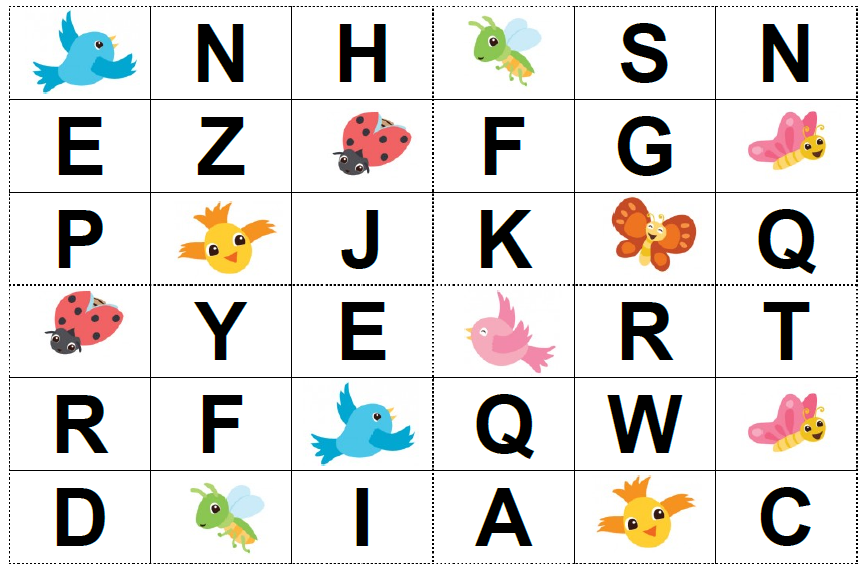 N H S N
E Z F G
P J K Q
Y E R T
R F Q W
D I A C